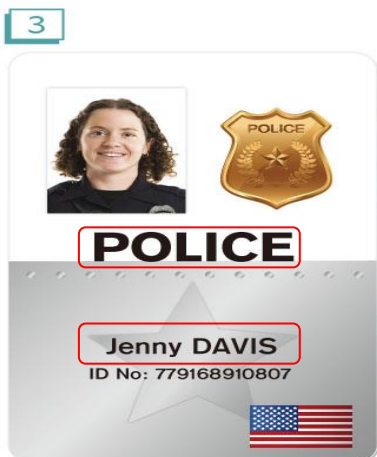 3
POLICE
POLICE
Jenny DAVIS
ID No: 779168910807